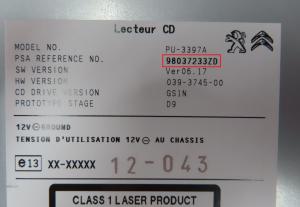 Lecteur CD
MODEL NO. PU-3397A
PSA REFERENCE NO. 98037233ZD
SW VERSION Ver06.17
HW VERSION 039-3745-00
CD DRIVE VERSION GSIN
PROTOTYPE STAGE D9
12V⊖GROUND
TENSION D'UTILISATION 12V⊖ AU CHASSIS
e13 XX-XXXXX 12-043
CLASS 1 LASER PRODUCT